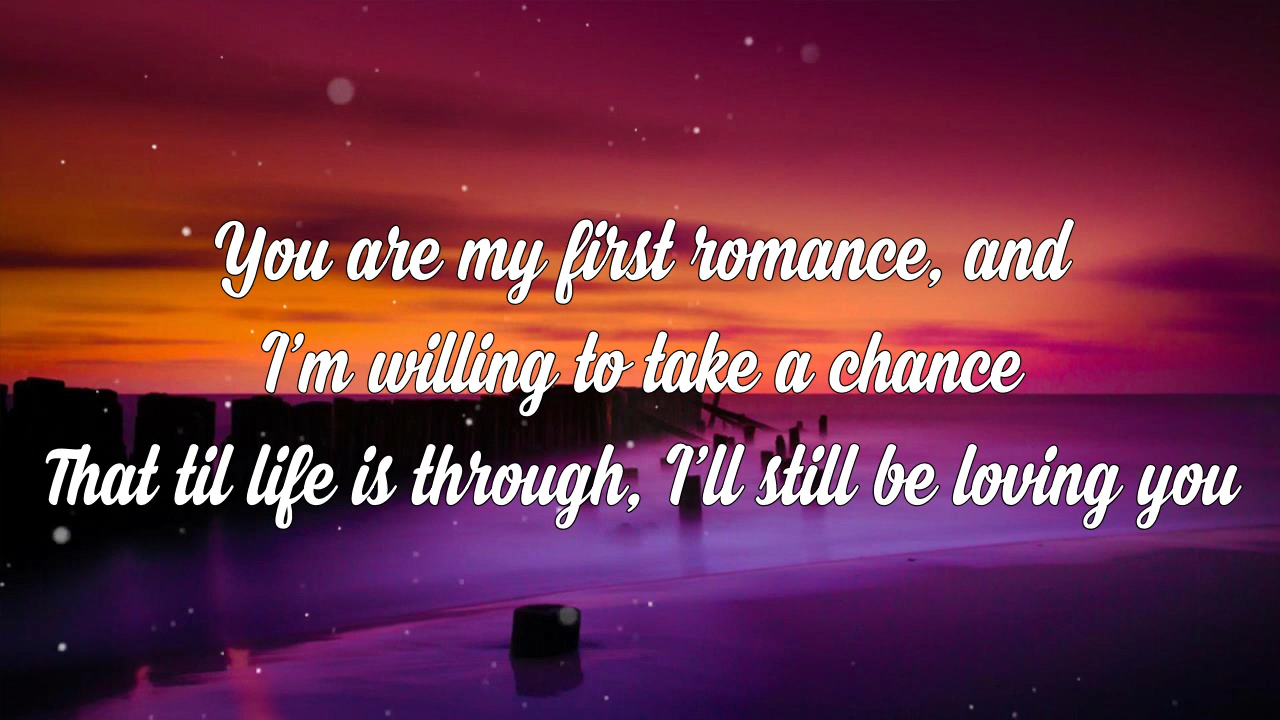 You are my first romance, and
I'm willing to take a chance
That til life is through, I'll still be loving you